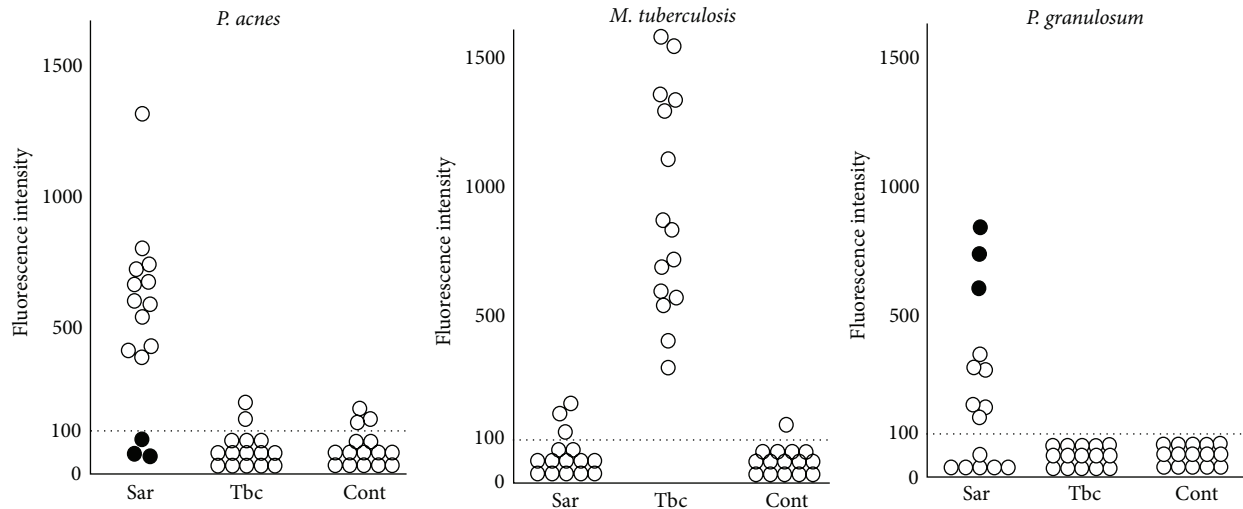 P. acnes
Fluorescence intensity
1500
1000
500
100
0
Sar Tbc Cont
M. tuberculosis
Fluorescence intensity
1500
1000
500
100
0
Sar Tbc Cont
P. granulosum
Fluorescence intensity
1500
1000
500
100
0
Sar Tbc Cont